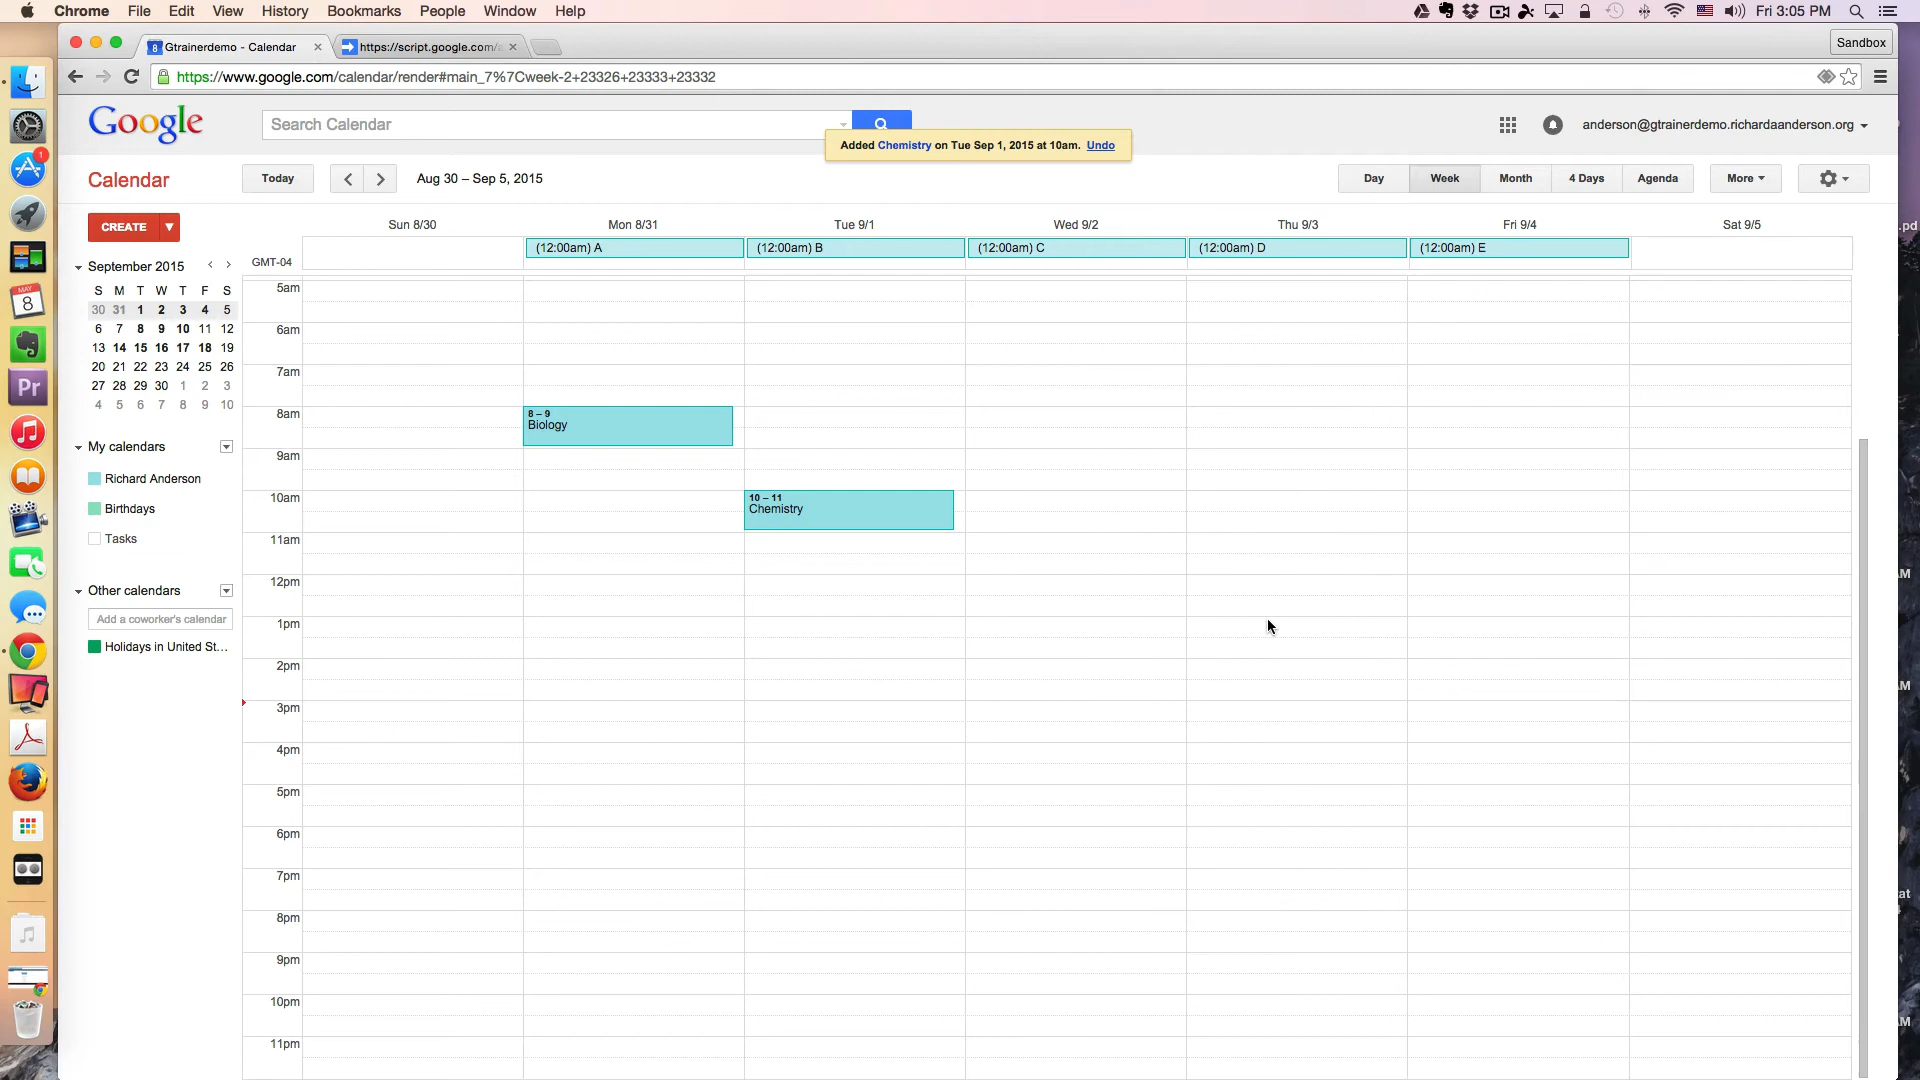 Chrome File Edit View History Bookmarks People Window Help
Fri 3:05 PM
Gtrainerdemo - Calendar
https://script.google.com/
Sandbox
https://www.google.com/calendar/render#main_7%7Cweek-2+23326+23333+23332
Google
Search Calendar
anderson@gtrainerdemo.richardaanderson.org
Added Chemistry on Tue Sep 1, 2015 at 10am. Undo
Calendar
Today
Aug 30 – Sep 5, 2015
Day Week Month 4 Days Agenda More
CREATE
Sun 8/30 Mon 8/31 Tue 9/1 Wed 9/2 Thu 9/3 Fri 9/4 Sat 9/5
(12:00am) A (12:00am) B (12:00am) C (12:00am) D (12:00am) E
GMT-04
September 2015
S M T W T F S
30 31 1 2 3 4 5
6 7 8 9 10 11 12
13 14 15 16 17 18 19
20 21 22 23 24 25 26
27 28 29 30 1 2 3
4 5 6 7 8 9 10
My calendars
Richard Anderson
Birthdays
Tasks
Other calendars
Add a coworker's calendar
Holidays in United St...
5am
6am
7am
8am
9am
10am
11am
12pm
1pm
2pm
3pm
4pm
5pm
6pm
7pm
8pm
9pm
10pm
11pm
8 – 9
Biology
10 – 11
Chemistry
1
MAY
8
Pr
.pd
M
M
at
M